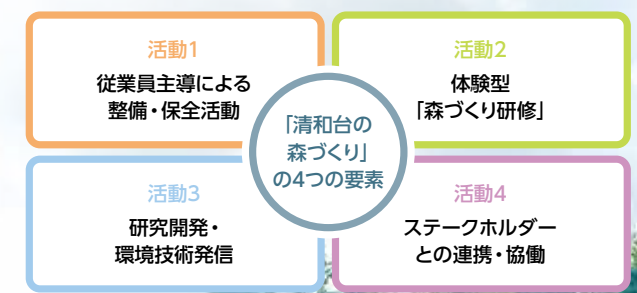 活動1
従業員主導による
整備・保全活動
活動2
体験型
「森づくり研修」
「清和台の
森づくり」
の4つの要素
活動3
研究開発・
環境技術発信
活動4
ステークホルダー
との連携・協働